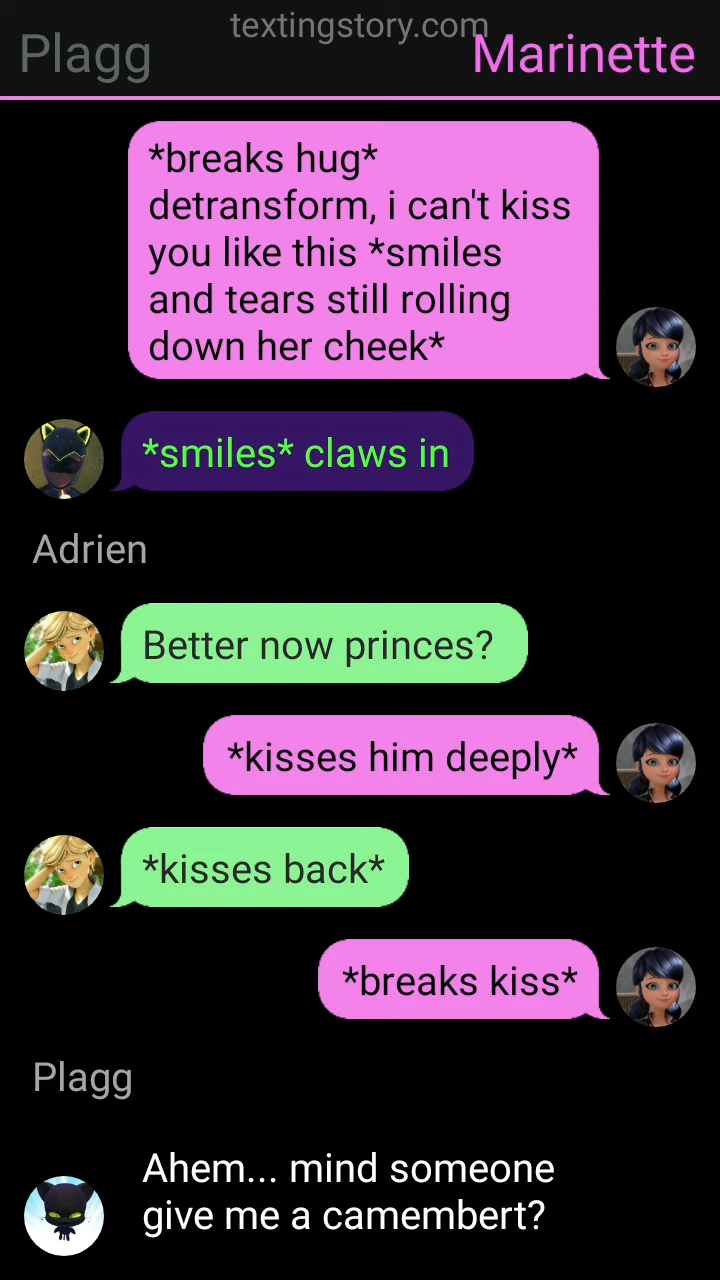 textingstory.com
Plagg
Marinette
*breaks hug*
detransform, i can't kiss
you like this *smiles
and tears still rolling
down her cheek*
*smiles* claws in
Adrien
Better now princes?
*kisses him deeply*
*kisses back*
*breaks kiss*
Plagg
Ahem... mind someone
give me a camembert?